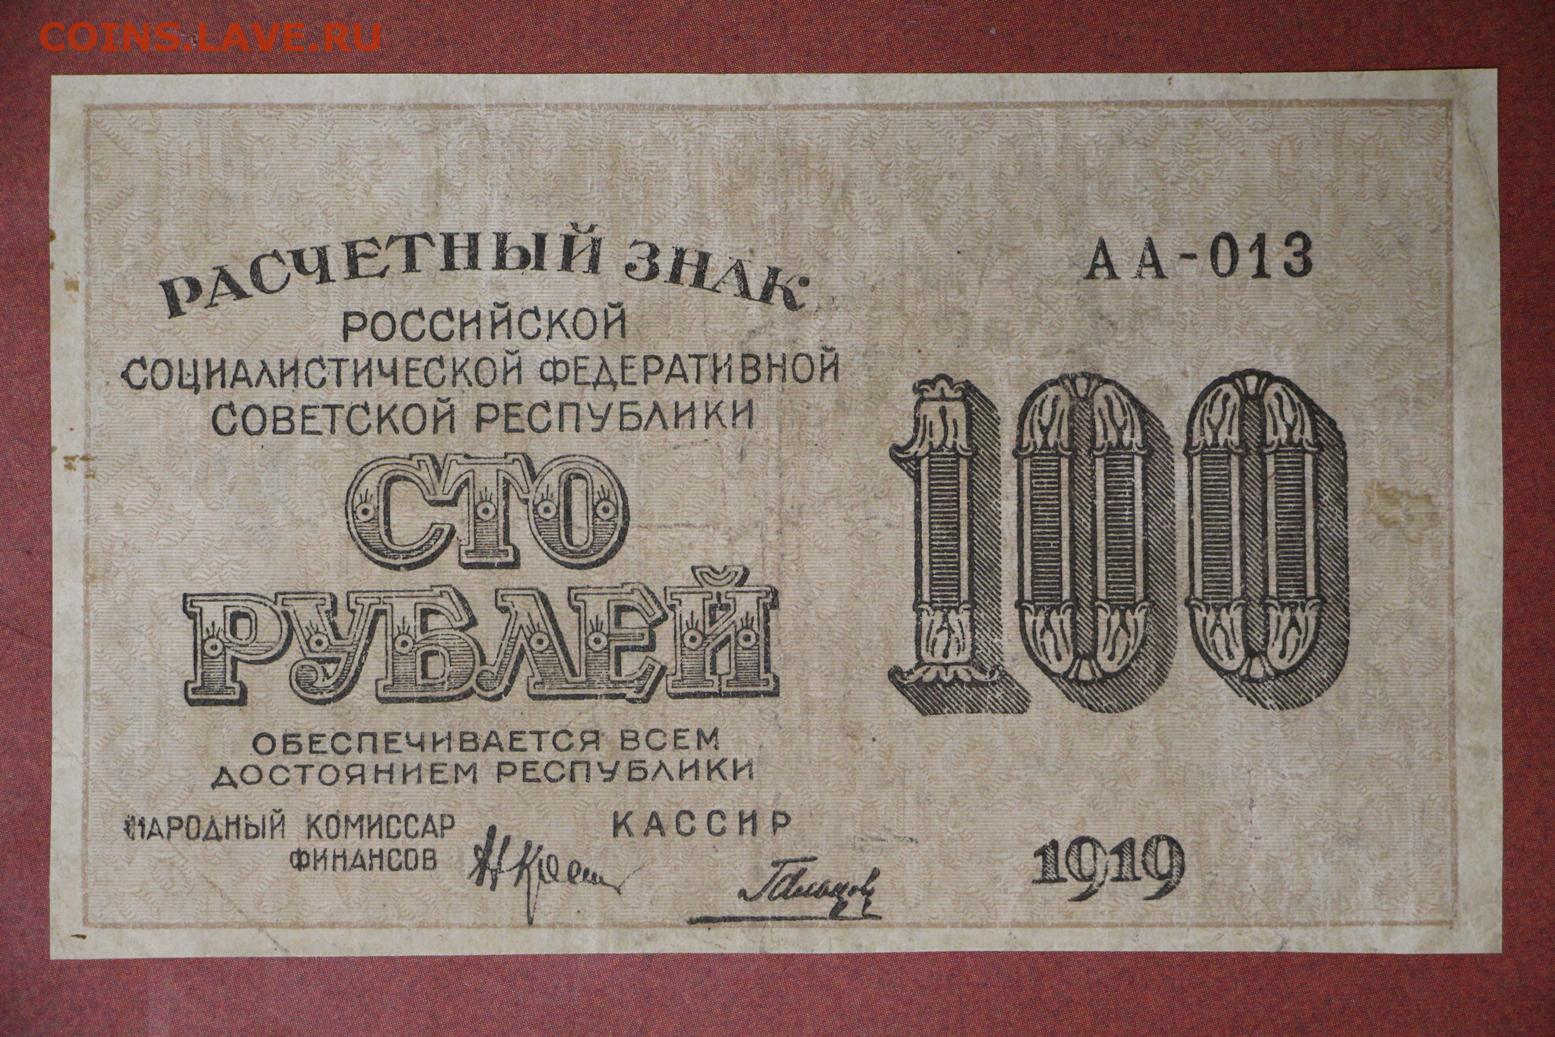 COINS.LAVE.RU
РАСЧЕТНЫЙ ЗНАК
АА-013
РОССИЙСКОЙ
СОЦИАЛИСТИЧЕСКОЙ ФЕДЕРАТИВНОЙ
СОВЕТСКОЙ РЕСПУБЛИКИ
СТО
РУБЛЕЙ
100
ОБЕСПЕЧИВАЕТСЯ ВСЕМ
ДОСТОЯНИЕМ РЕСПУБЛИКИ
НАРОДНЫЙ КОМИССАР
ФИНАНСОВ
КАССИР
1919